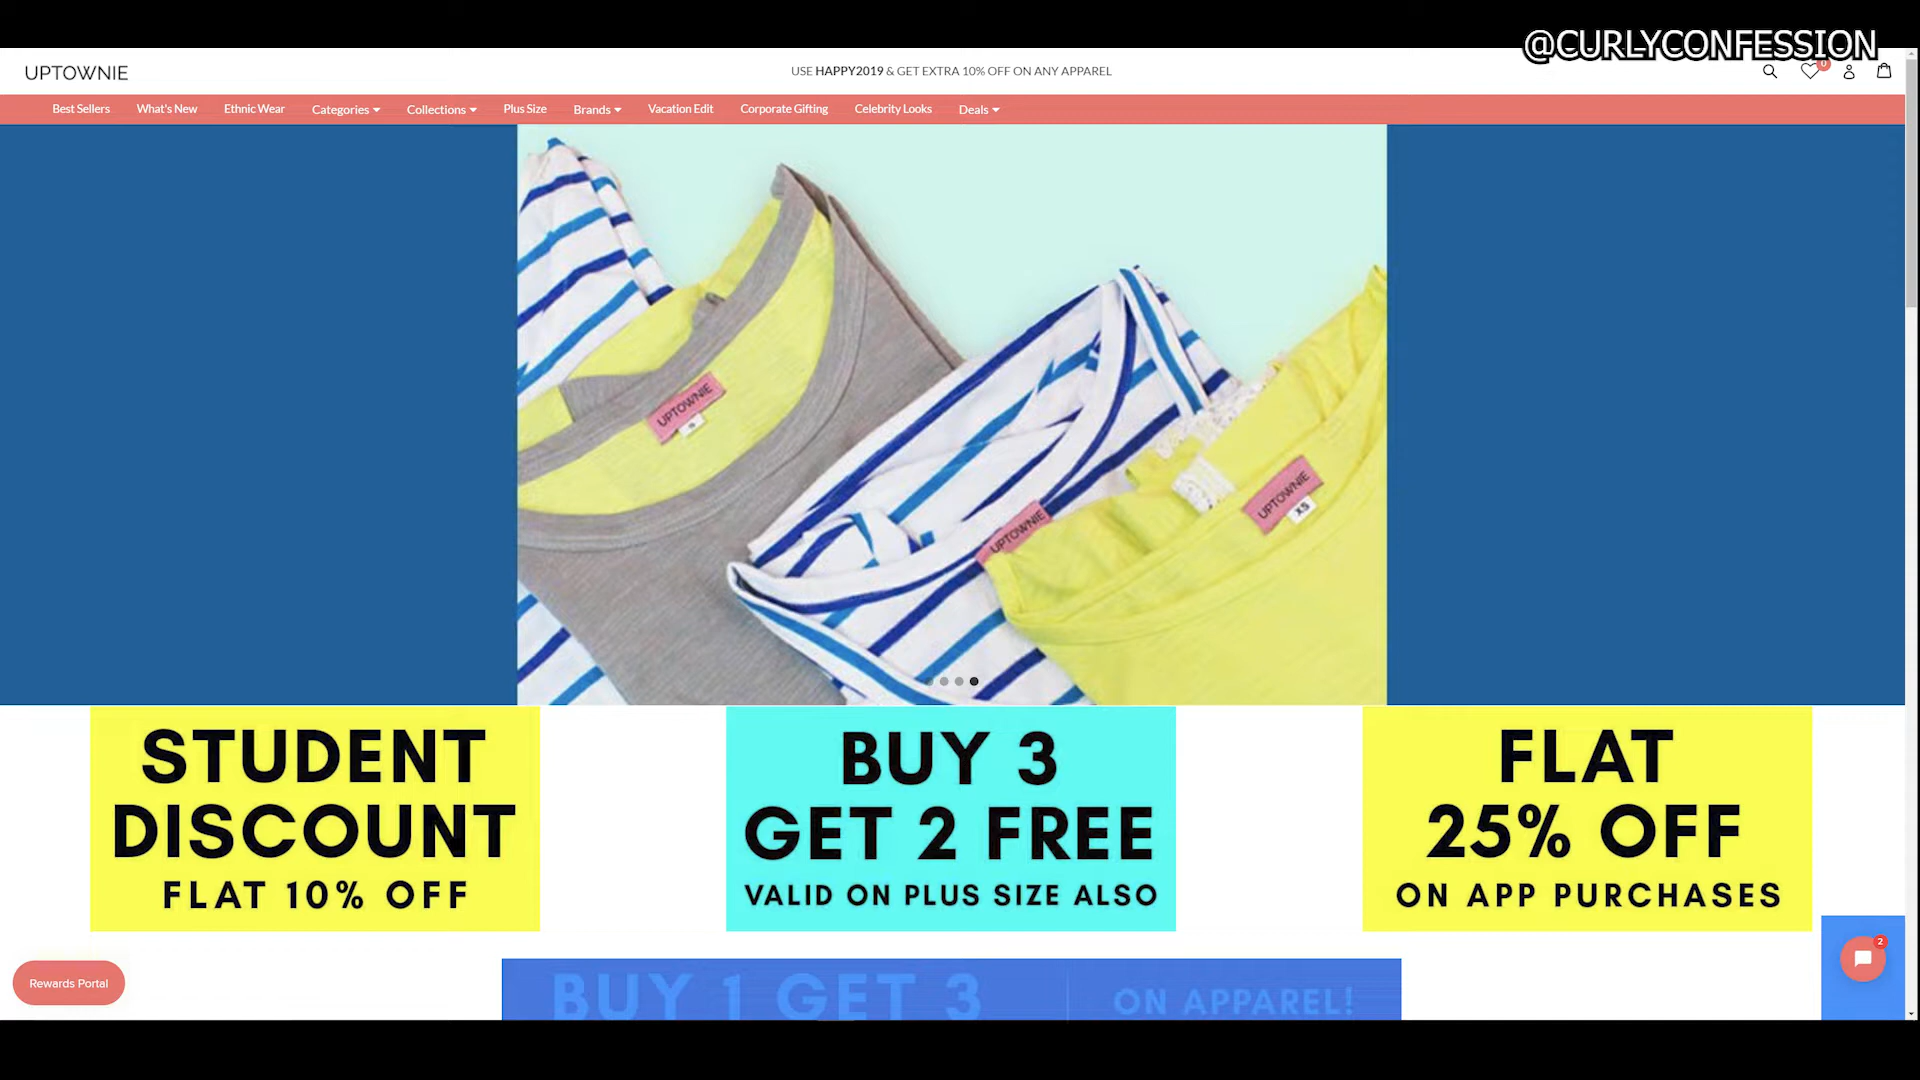 @CURLYCONFESSION
UPTOWNIE
USE HAPPY2019 & GET EXTRA 10% OFF ON ANY APPAREL
0
Best Sellers What's New Ethnic Wear Categories Collections Plus Size Brands Vacation Edit Corporate Gifting Celebrity Looks Deals
UPTOWNIE
S
UPTOWNIE
XS
UPTOWNIE
STUDENT
DISCOUNT
FLAT 10% OFF
BUY 3
GET 2 FREE
VALID ON PLUS SIZE ALSO
FLAT
25% OFF
ON APP PURCHASES
2
Rewards Portal
BUY 1 GET 3
ON APPAREL!